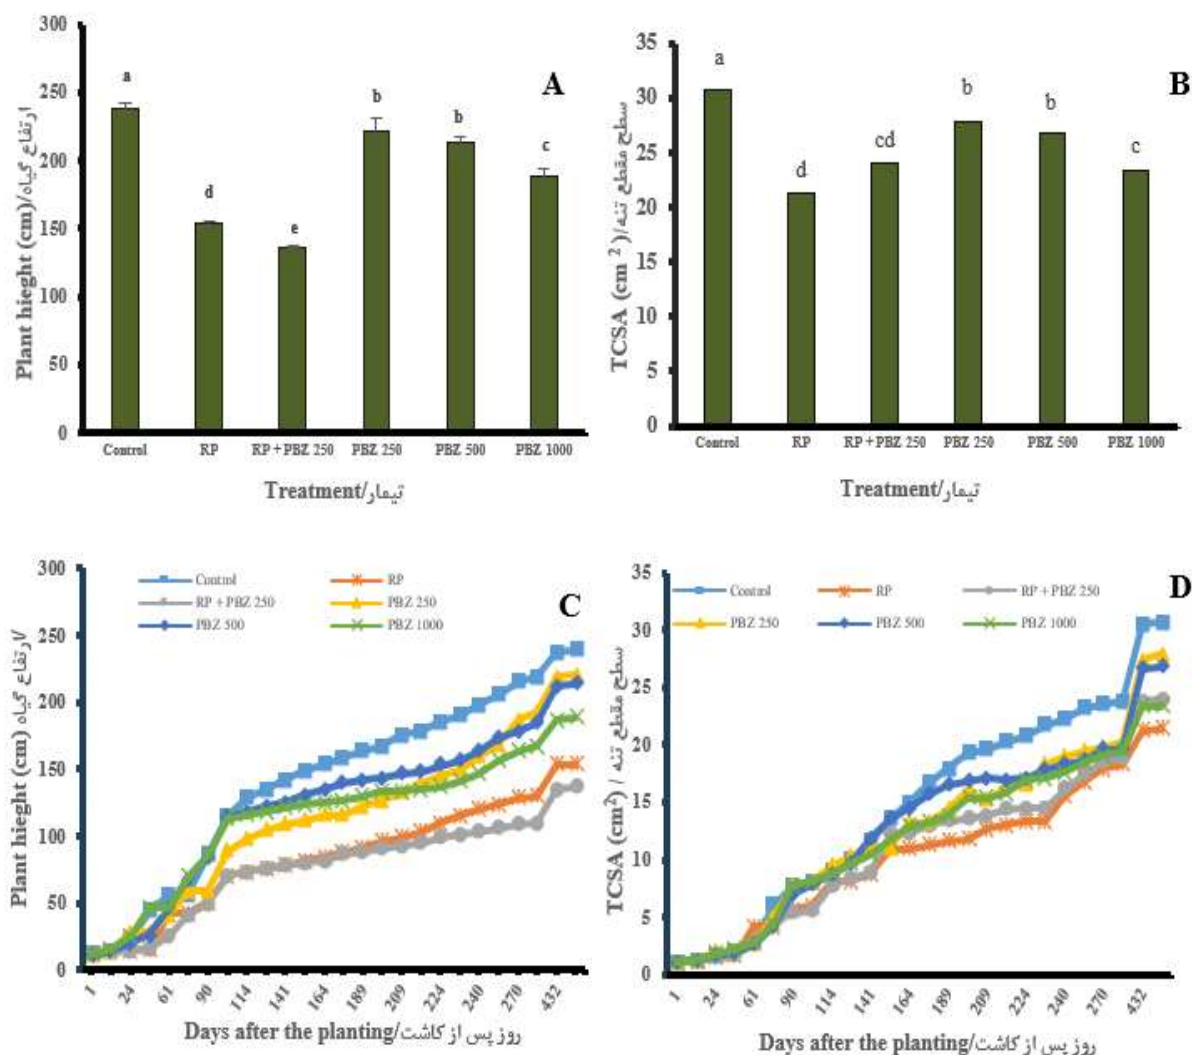 A
Plant hieght (cm)/ارتفاع گیاه
300
250
200
150
100
50
0
a
d
e
b
b
c
Control
RP
RP + PBZ 250
PBZ 250
PBZ 500
PBZ 1000
Treatment/تیمار
B
TCSA (cm 2)/سطح مقطع تنه
35
30
25
20
15
10
5
0
a
d
cd
b
b
c
Control
RP
RP + PBZ 250
PBZ 250
PBZ 500
PBZ 1000
Treatment/تیمار
C
Plant hieght (cm) ارتفاع گیاه/
300
250
200
150
100
50
0
Control
RP
RP + PBZ 250
PBZ 250
PBZ 500
PBZ 1000
1
24
61
90
114
141
164
189
209
224
240
270
432
Days after the planting/روز پس از کاشت
D
TCSA (cm2) / سطح مقطع تنه
35
30
25
20
15
10
5
0
Control
RP
RP + PBZ 250
PBZ 250
PBZ 500
PBZ 1000
1
24
61
90
114
141
164
189
209
224
240
270
432
Days after the planting/روز پس از کاشت